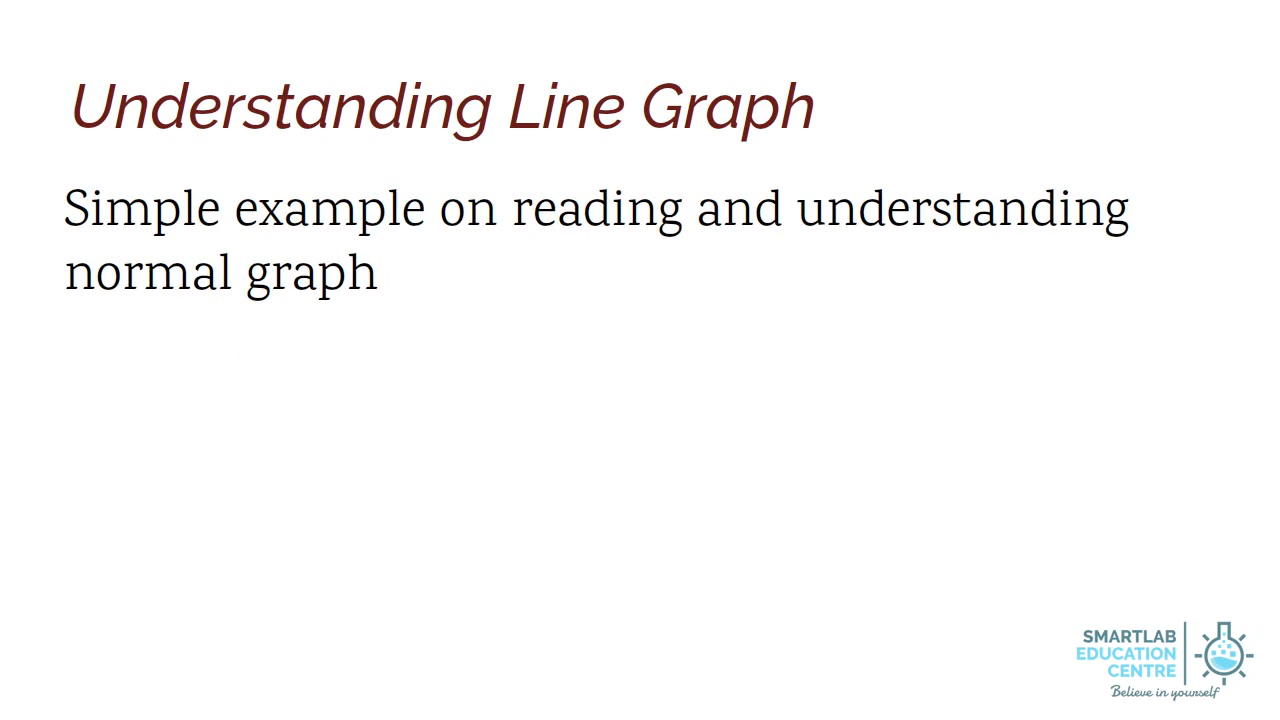 Understanding Line Graph
Simple example on reading and understanding
normal graph
SMARTLAB
EDUCATION
CENTRE
Believe in yourself